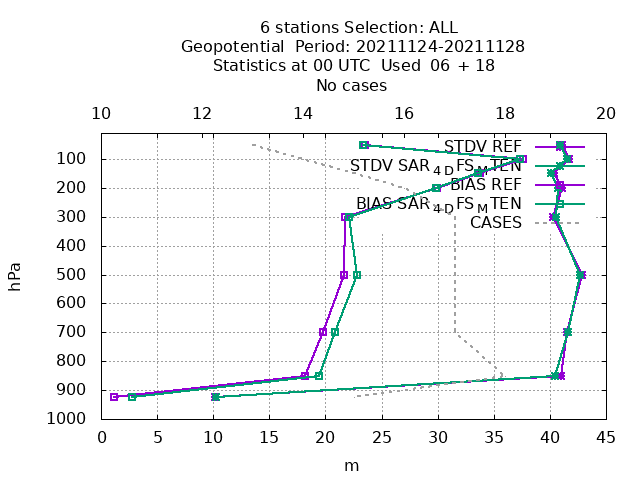 6 stations Selection: ALL
Geopotential  Period: 20211124-20211128
Statistics at 00 UTC  Used  06 + 18
No cases
10 12 14 16 18 20
STDV REF
STDV SAR_4D FS_M TEN
BIAS REF
BIAS SAR_4D FS_M TEN
CASES
hPa
100
200
300
400
500
600
700
800
900
1000
0 5 10 15 20 25 30 35 40 45
m